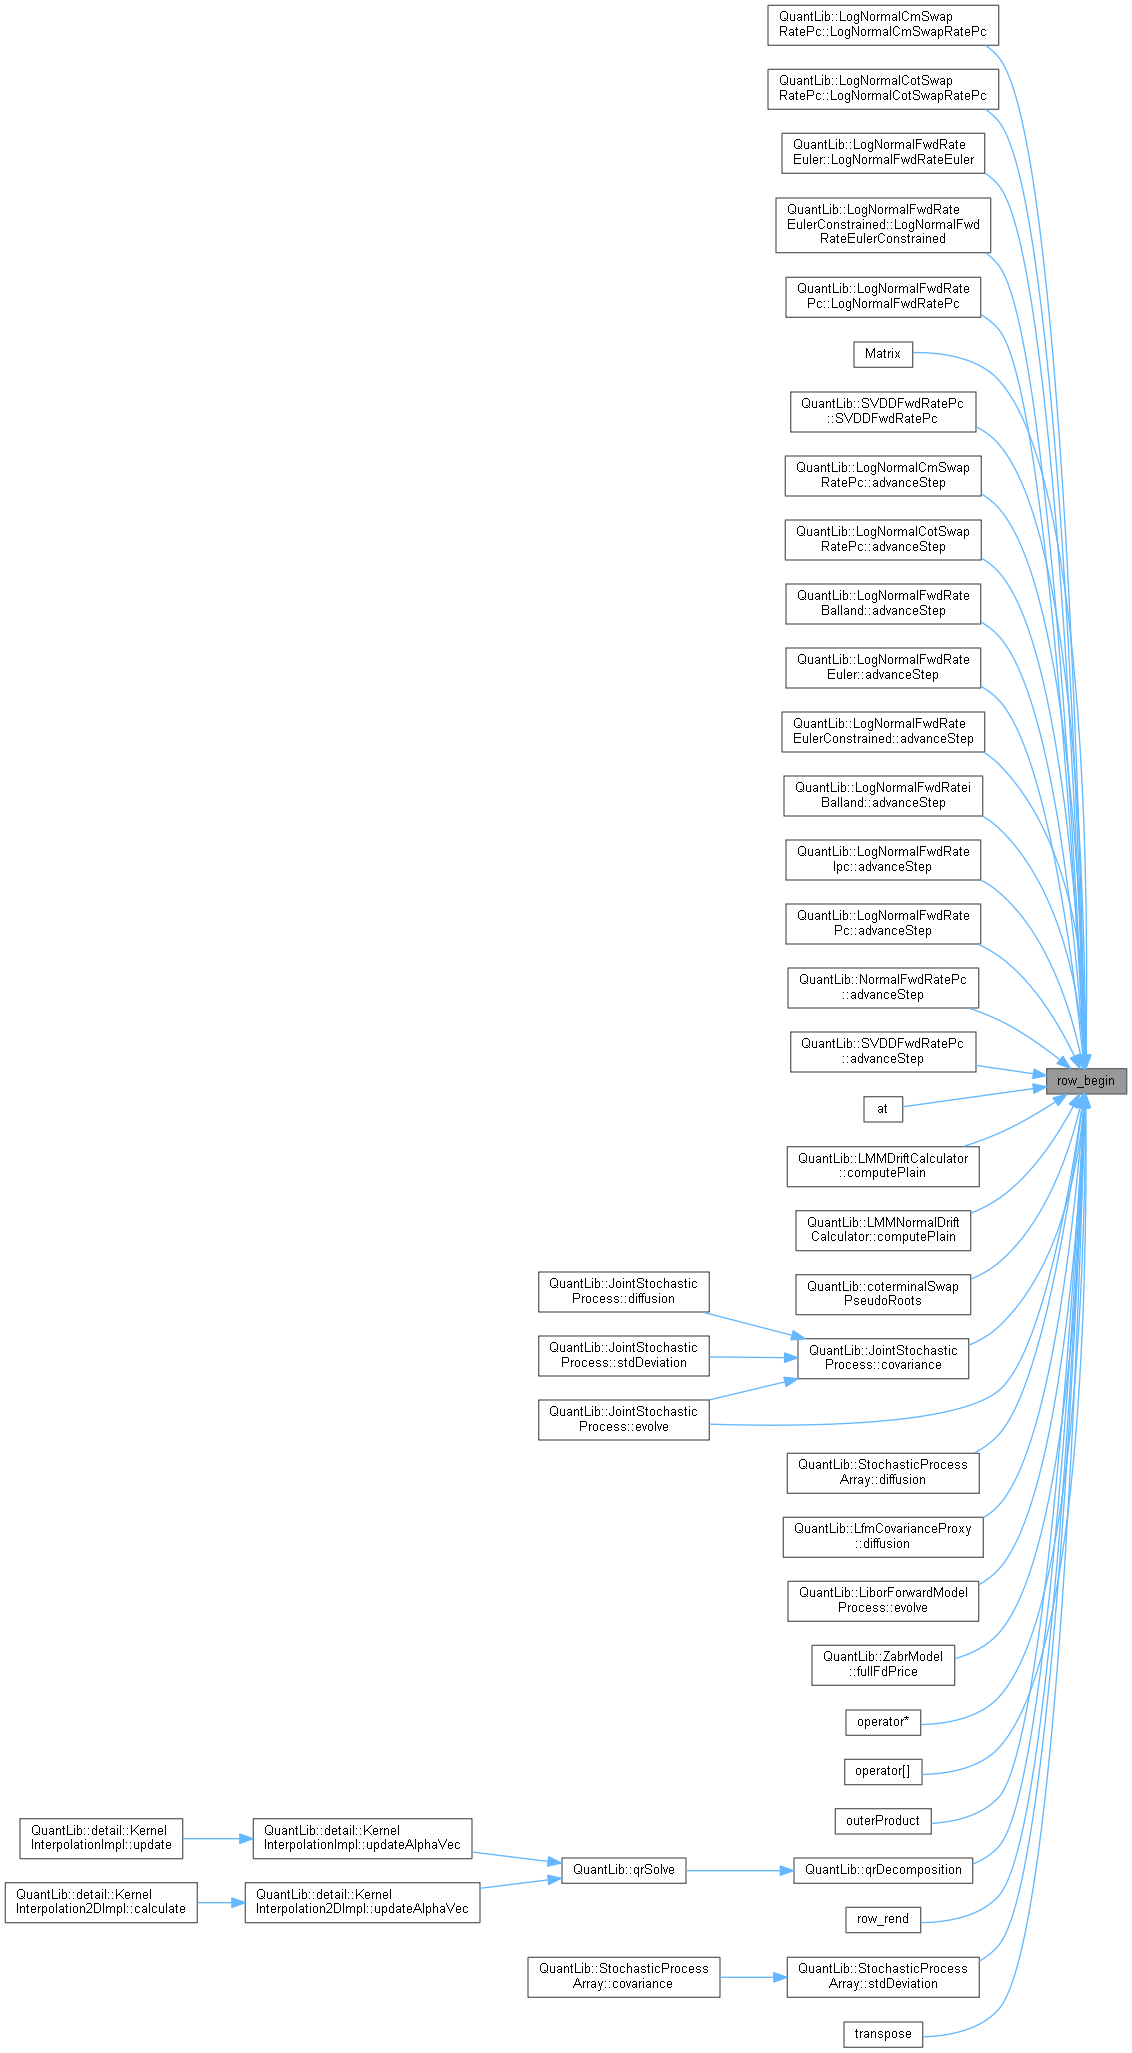 QuantLib::LogNormalCmSwap
RatePc::LogNormalCmSwapRatePc
QuantLib::LogNormalCotSwap
RatePc::LogNormalCotSwapRatePc
QuantLib::LogNormalFwdRate
Euler::LogNormalFwdRateEuler
QuantLib::LogNormalFwdRate
EulerConstrained::LogNormalFwd
RateEulerConstrained
QuantLib::LogNormalFwdRate
Pc::LogNormalFwdRatePc
Matrix
QuantLib::SVDDFwdRatePc
::SVDDFwdRatePc
QuantLib::LogNormalCmSwap
RatePc::advanceStep
QuantLib::LogNormalCotSwap
RatePc::advanceStep
QuantLib::LogNormalFwdRate
Balland::advanceStep
QuantLib::LogNormalFwdRate
Euler::advanceStep
QuantLib::LogNormalFwdRate
EulerConstrained::advanceStep
QuantLib::LogNormalFwdRatei
Balland::advanceStep
QuantLib::LogNormalFwdRate
Ipc::advanceStep
QuantLib::LogNormalFwdRate
Pc::advanceStep
QuantLib::NormalFwdRatePc
::advanceStep
QuantLib::SVDDFwdRatePc
::advanceStep
row_begin
at
QuantLib::LMMDriftCalculator
::computePlain
QuantLib::LMMNormalDrift
Calculator::computePlain
QuantLib::coterminalSwap
PseudoRoots
QuantLib::JointStochastic
Process::diffusion
QuantLib::JointStochastic
Process::stdDeviation
QuantLib::JointStochastic
Process::covariance
QuantLib::JointStochastic
Process::evolve
QuantLib::StochasticProcess
Array::diffusion
QuantLib::LfmCovarianceProxy
::diffusion
QuantLib::LiborForwardModel
Process::evolve
QuantLib::ZabrModel
::fullFdPrice
operator*
operator[]
outerProduct
QuantLib::detail::Kernel
InterpolationImpl::update
QuantLib::detail::Kernel
InterpolationImpl::updateAlphaVec
QuantLib::qrSolve
QuantLib::qrDecomposition
QuantLib::detail::Kernel
Interpolation2DImpl::calculate
QuantLib::detail::Kernel
Interpolation2DImpl::updateAlphaVec
row_rend
QuantLib::StochasticProcess
Array::covariance
QuantLib::StochasticProcess
Array::stdDeviation
transpose